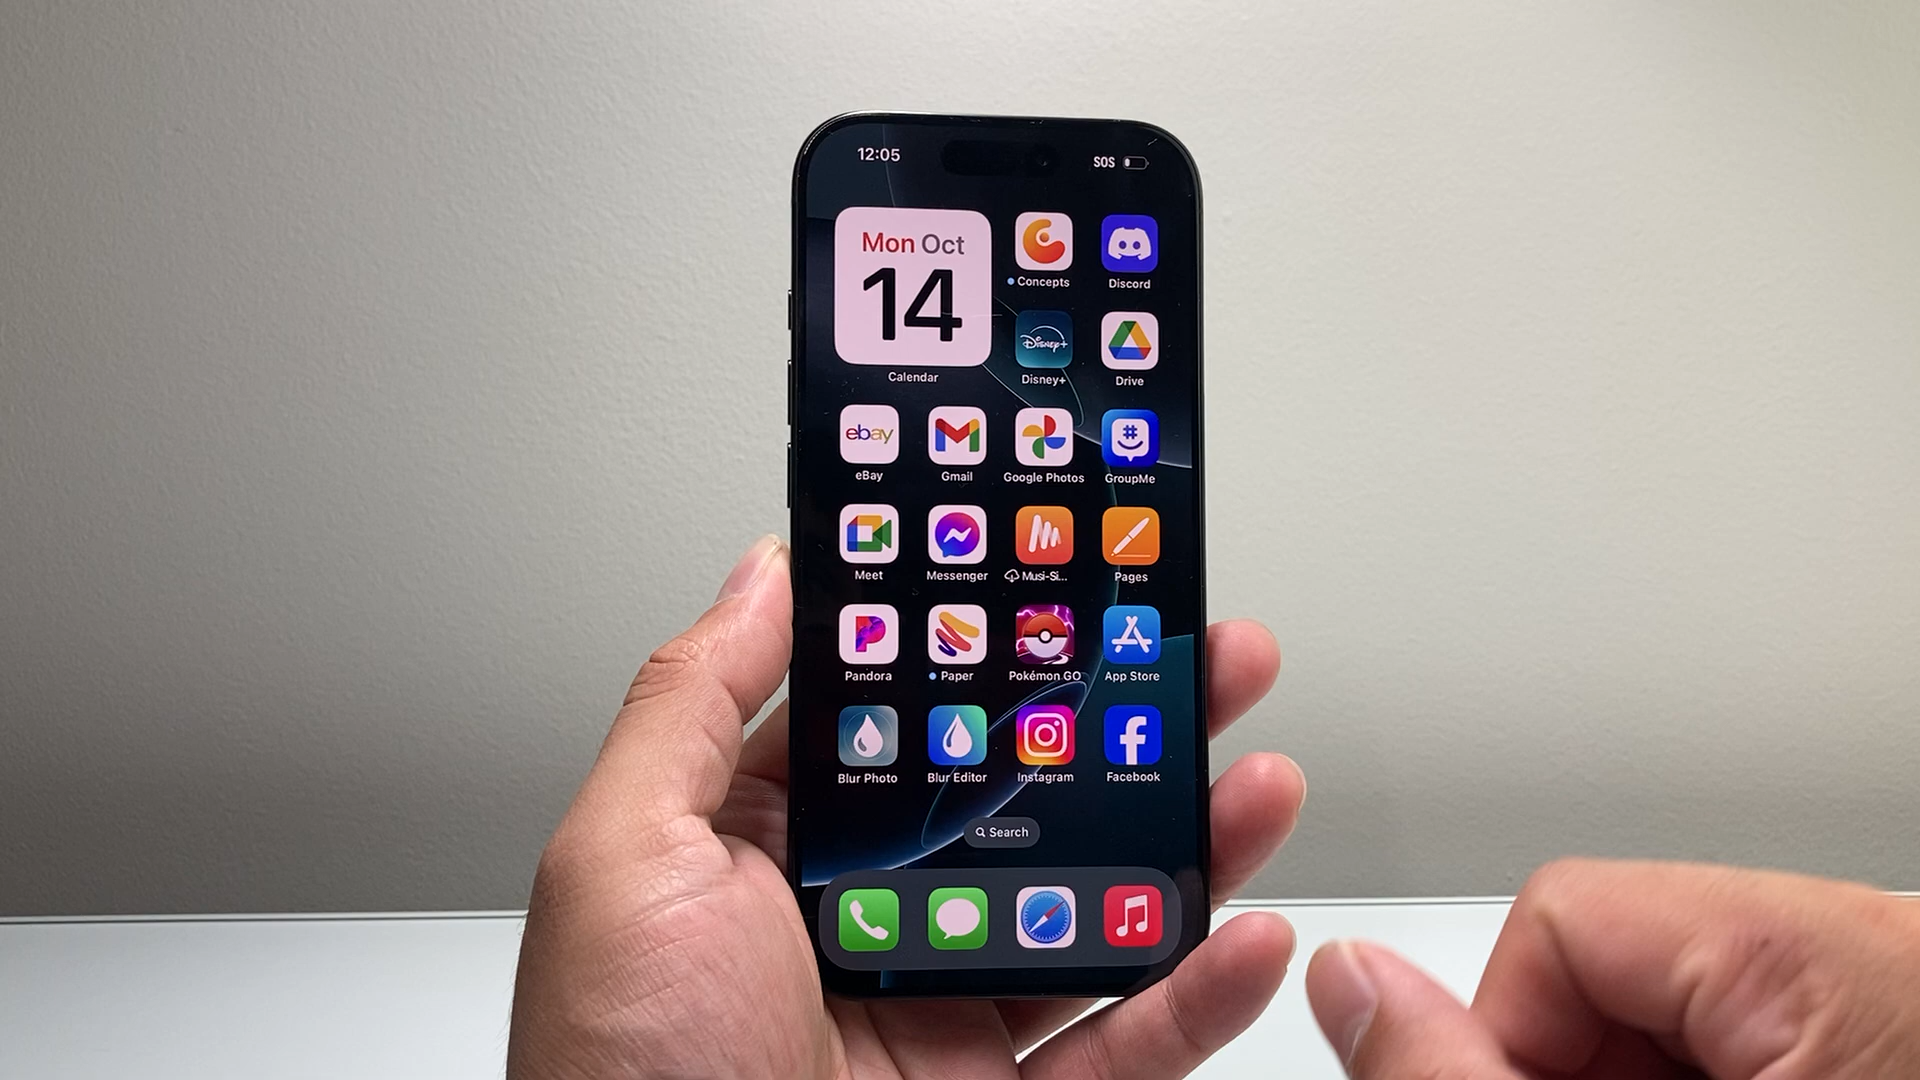 12:05
SOS
Mon Oct
14
Calendar
Concepts
Discord
Disney+
Disney+
Drive
ebay
eBay
Gmail
Google Photos
GroupMe
Meet
Messenger
Musi-Si...
Pages
Pandora
Paper
Pokémon GO
App Store
Blur Photo
Blur Editor
Instagram
Facebook
Search